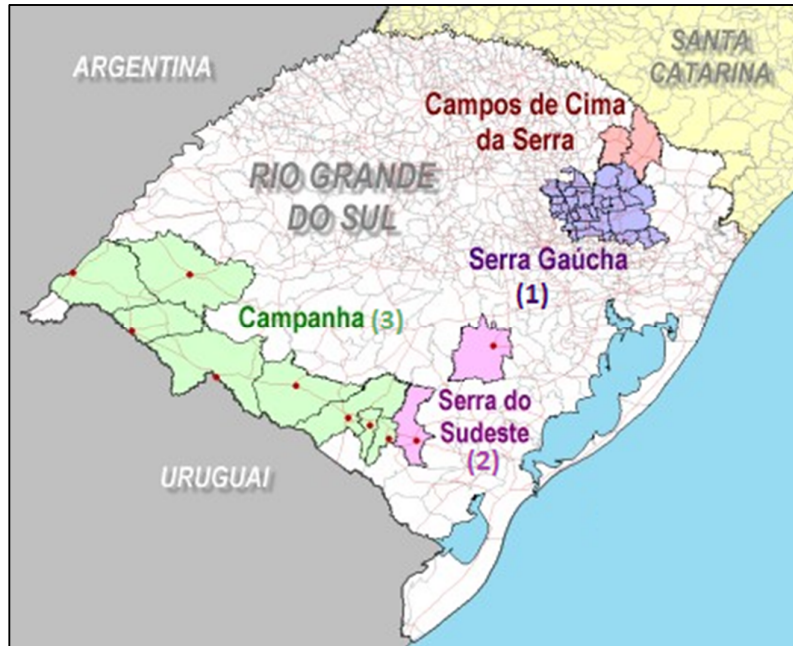 SANTA
CATARINA
ARGENTINA
Campos de Cima
da Serra
RIO GRANDE
DO SUL
Serra Gaúcha
(1)
Campanha (3)
Serra do
Sudeste
(2)
URUGUAI